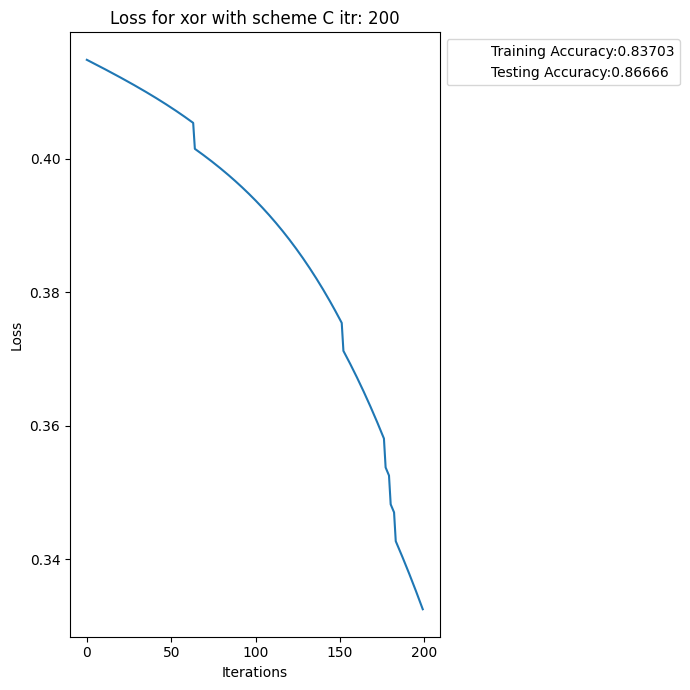 Loss for xor with scheme C itr: 200
Training Accuracy:0.83703
Testing Accuracy:0.86666
0.40
0.38
0.36
0.34
Loss
0
50
100
150
200
Iterations